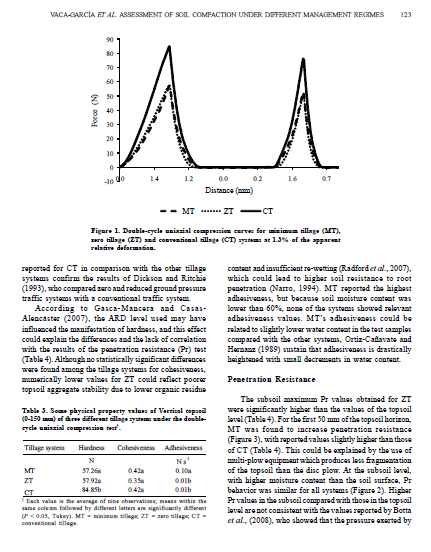 VACA-GARCÍA ET AL. ASSESSMENT OF SOIL COMPACTION UNDER DIFFERENT MANAGEMENT REGIMES 123
90
80
70
60
50
40
30
20
10
0
-10
Force (N)
0.0 1.4 1.2 0.0 0.2 1.6 0.7
Distance (mm)
MT ZT CT
Figure 1. Double-cycle uniaxial compression curves for minimum tillage (MT),
zero tillage (ZT) and conventional tillage (CT) systems at 1.3% of the apparent
relative deformation.
reported for CT in comparison with the other tillage
systems confirm the results of Dickson and Ritchie
(1993), who compared zero and reduced ground pressure
traffic systems with a conventional traffic system.
According to Gasca-Mancera and Casas-
Alencáster (2007), the ARD level used may have
influenced the manifestation of hardness, and this effect
could explain the differences and the lack of correlation
with the results of the penetration resistance (Pr) test
(Table 4). Although no statistically significant differences
were found among the tillage systems for cohesiveness,
numerically lower values for ZT could reflect poorer
topsoil aggregate stability due to lower organic residue
Table 3. Some physical property values of Vertisol topsoil
(0-150 mm) of three different tillage systems under the double-
cycle uniaxial compression test¹.
Tillage system Hardness Cohesiveness Adhesiveness
N N s⁻¹
MT 57.26a 0.42a 0.10a
ZT 57.92a 0.35a 0.01b
CT 84.85b 0.42a 0.01b
¹ Each value is the average of nine observations; means within the
same column followed by different letters are significantly different
(P < 0.05, Tukey). MT = minimum tillage; ZT = zero tillage; CT =
conventional tillage.
content and insufficient re-wetting (Radford et al., 2007),
which could lead to higher soil resistance to root
penetration (Narro, 1994). MT reported the highest
adhesiveness, but because soil moisture content was
lower than 60%, none of the systems showed relevant
adhesiveness values. MT's adhesiveness could be
related to slightly lower water content in the test samples
compared with the other systems, Ortiz-Cañavate and
Hernanz (1989) sustain that adhesiveness is drastically
heightened with small decrements in water content.
Penetration Resistance
The subsoil maximum Pr values obtained for ZT
were significantly higher than the values of the topsoil
level (Table 4). For the first 50 mm of the topsoil horizon,
MT was found to increase penetration resistance
(Figure 3), with reported values slightly higher than those
of CT (Table 4). This could be explained by the use of
multi-plow equipment which produces less fragmentation
of the topsoil than the disc plow. At the subsoil level,
with higher moisture content than the soil surface, Pr
behavior was similar for all systems (Figure 2). Higher
Pr values in the subsoil compared with those in the topsoil
level are not consistent with the values reported by Botta
et al., (2008), who showed that the pressure exerted by